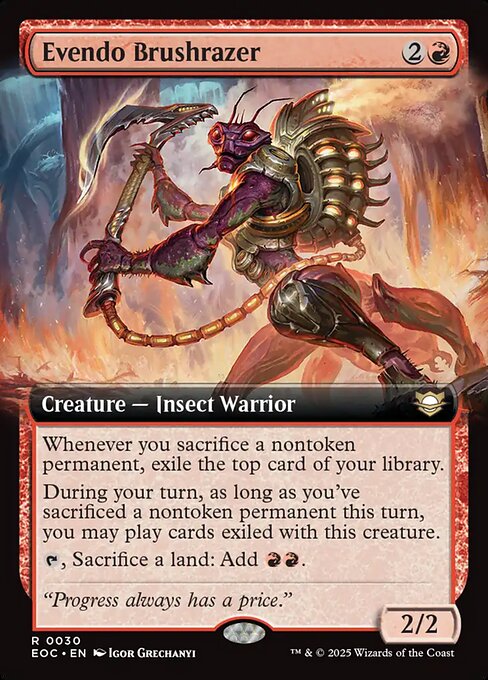 Evendo Brushrazer 2
Creature — Insect Warrior
Whenever you sacrifice a nontoken
permanent, exile the top card of your library.
During your turn, as long as you’ve
sacrificed a nontoken permanent this turn,
you may play cards exiled with this creature.
, Sacrifice a land: Add .
“Progress always has a price.”
2/2
R 0030
EOC • EN Igor Grechanyi ™ & © 2025 Wizards of the Coast